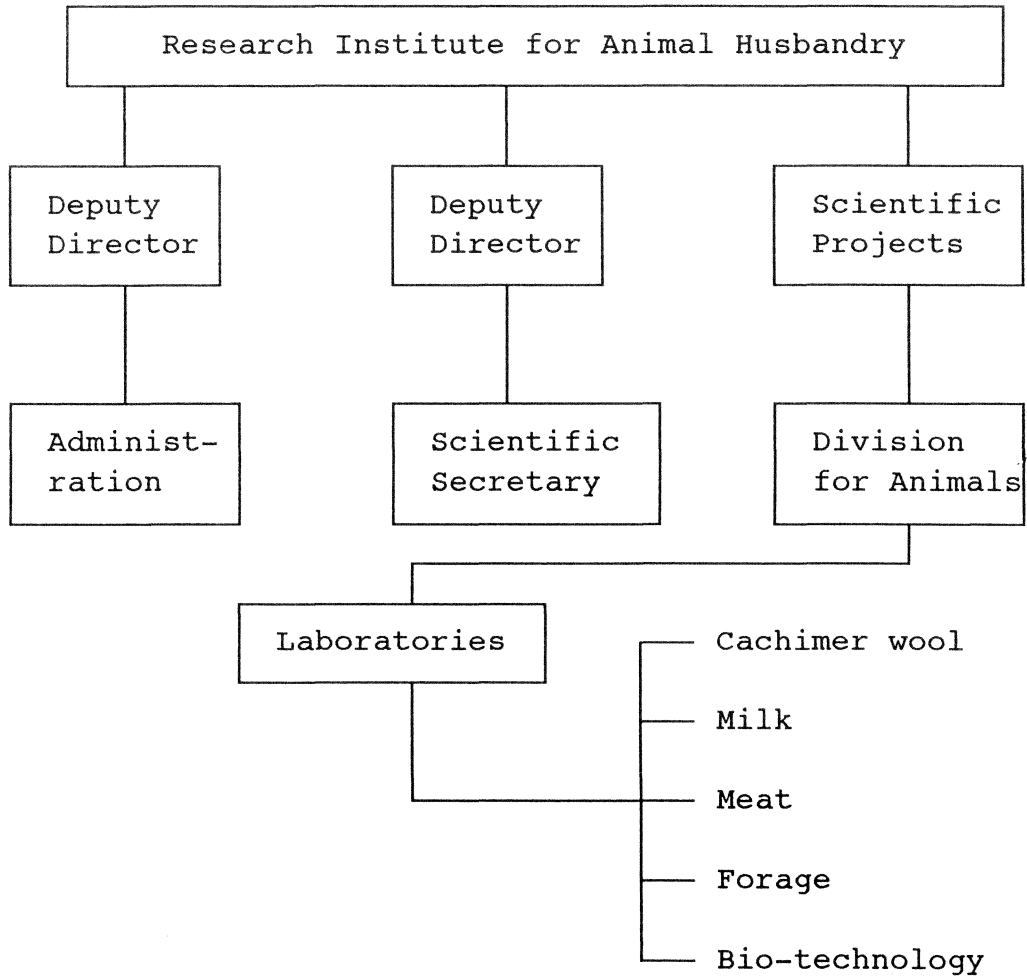 Research Institute for Animal Husbandry
Deputy
Director
Deputy
Director
Scientific
Projects
Administ-
ration
Scientific
Secretary
Division
for Animals
Laboratories
Cachimer wool
Milk
Meat
Forage
Bio-technology